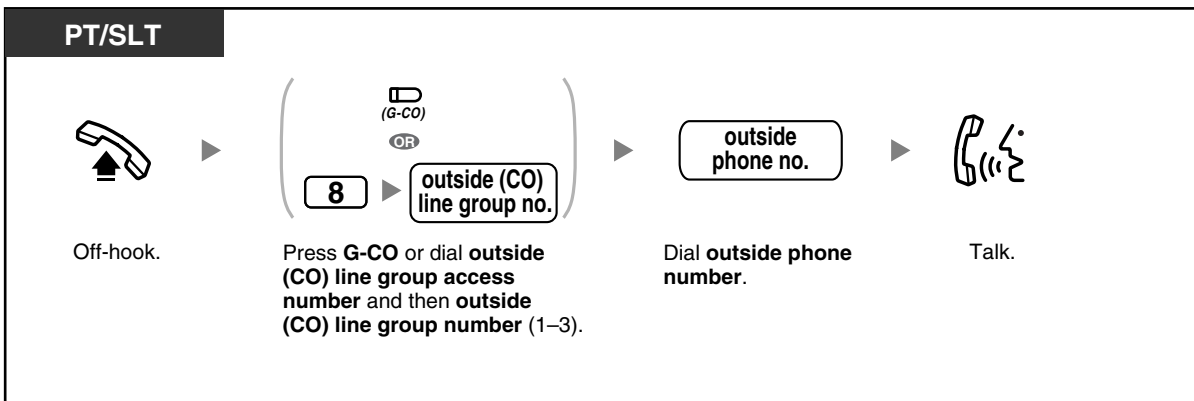 PT/SLT
(G-CO)
OR
8
outside (CO)
line group no.
outside
phone no.
Off-hook.
Press G-CO or dial outside
(CO) line group access
number and then outside
(CO) line group number (1–3).
Dial outside phone
number.
Talk.